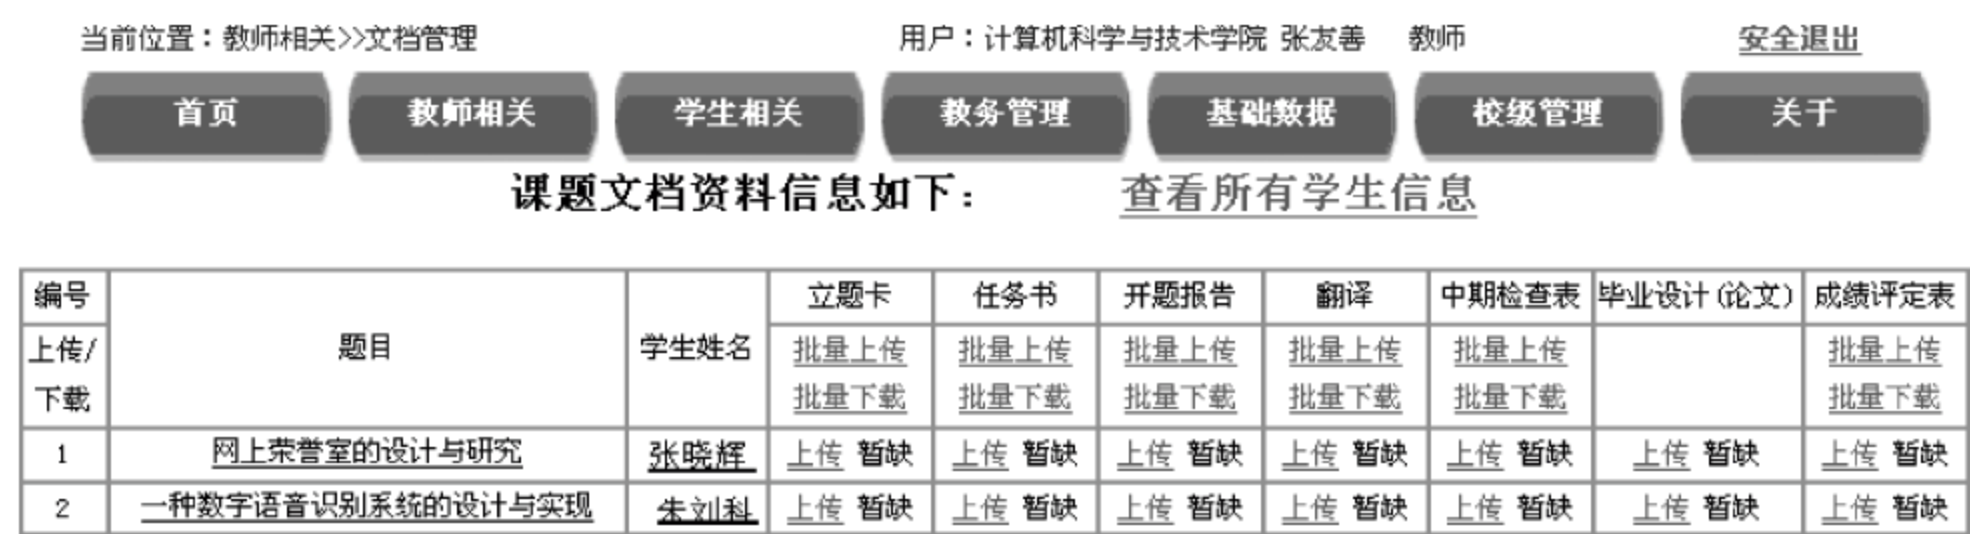 当前位置：教师相关>>文档管理 用户：计算机科学与技术学院 张友善 教师 安全退出
首页 教师相关 学生相关 教务管理 基础数据 校级管理 关于
课题文档资料信息如下： 查看所有学生信息
编号 题目 学生姓名 立题卡 任务书 开题报告 翻译 中期检查表 毕业设计(论文) 成绩评定表
上传/ 批量上传 批量上传 批量上传 批量上传 批量上传 批量上传
下载 批量下载 批量下载 批量下载 批量下载 批量下载 批量下载
1 网上荣誉室的设计与研究 张晓辉 上传 暂缺 上传 暂缺 上传 暂缺 上传 暂缺 上传 暂缺 上传 暂缺 上传 暂缺
2 一种数字语音识别系统的设计与实现 朱刘科 上传 暂缺 上传 暂缺 上传 暂缺 上传 暂缺 上传 暂缺 上传 暂缺 上传 暂缺